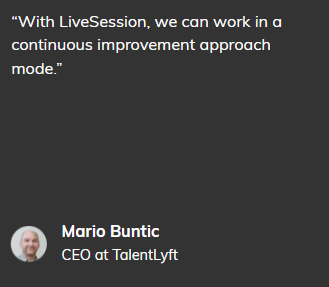 “With LiveSession, we can work in a
continuous improvement approach
mode.”
Mario Buntic
CEO at TalentLyft